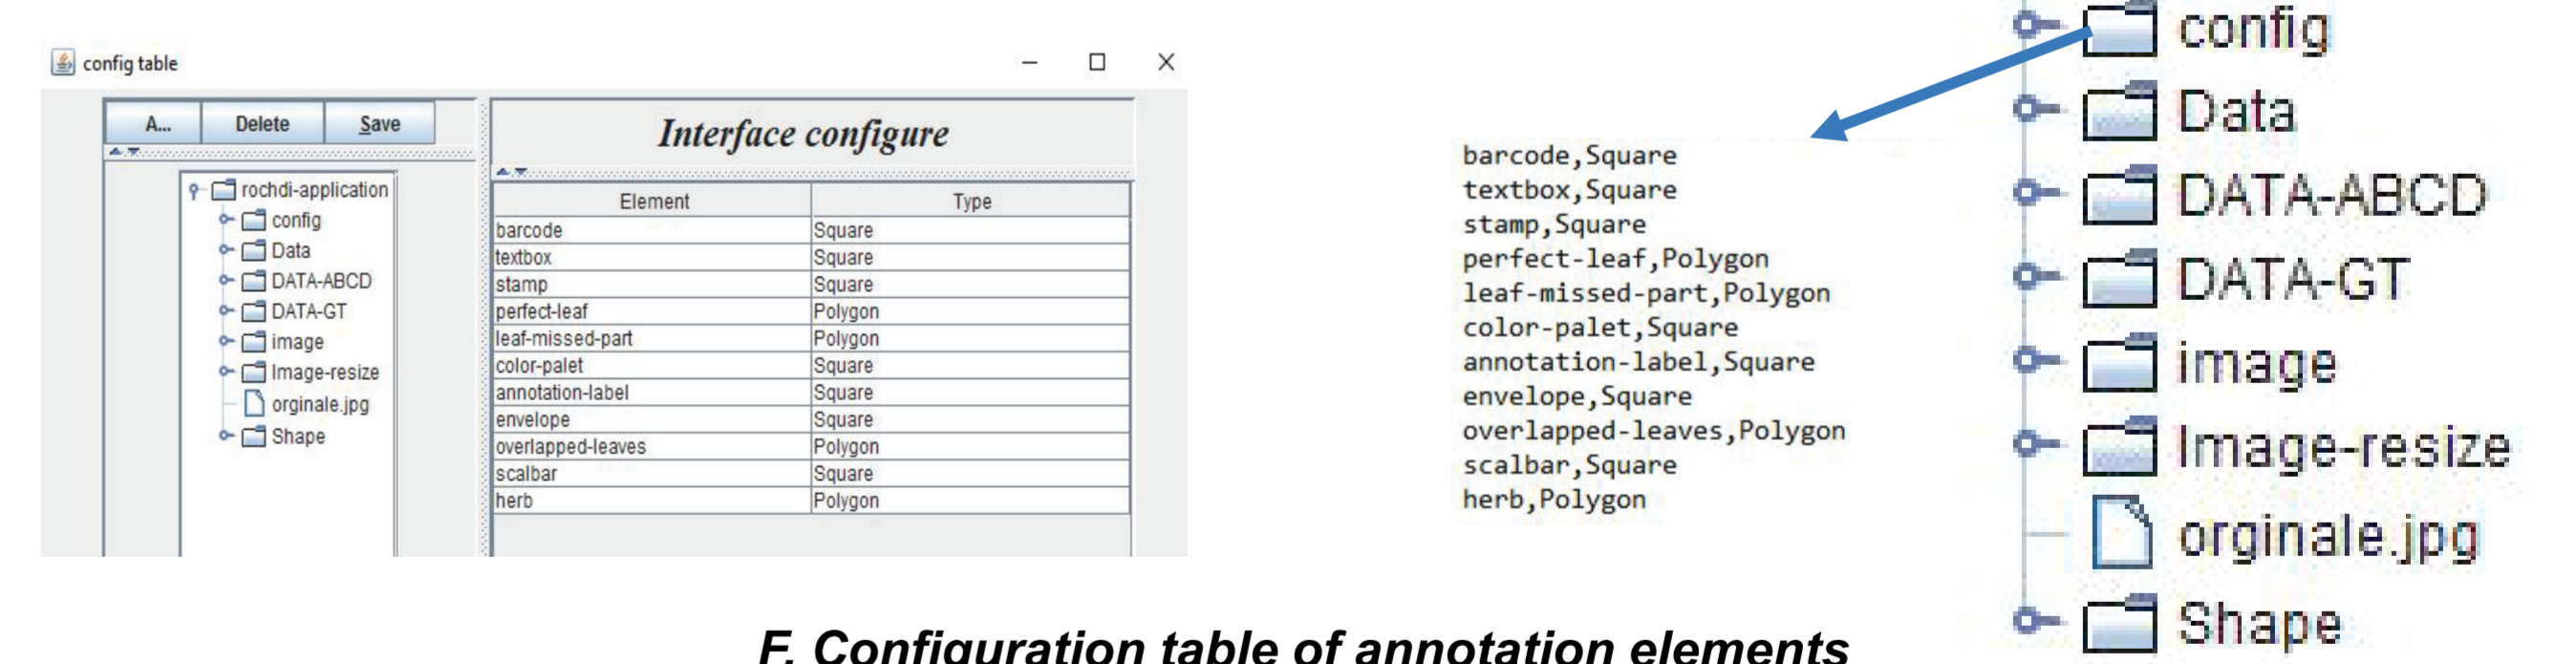 config table
A... Delete Save
rochdi-application
config
Data
DATA-ABCD
DATA-GT
image
Image-resize
orginale.jpg
Shape
Interface configure
Element Type
barcode Square
textbox Square
stamp Square
perfect-leaf Polygon
leaf-missed-part Polygon
color-palet Square
annotation-label Square
envelope Square
overlapped-leaves Polygon
scalbar Square
herb Polygon
barcode,Square
textbox,Square
stamp,Square
perfect-leaf,Polygon
leaf-missed-part,Polygon
color-palet,Square
annotation-label,Square
envelope,Square
overlapped-leaves,Polygon
scalbar,Square
herb,Polygon
config
Data
DATA-ABCD
DATA-GT
image
Image-resize
orginale.jpg
Shape
F. Configuration table of annotation elements